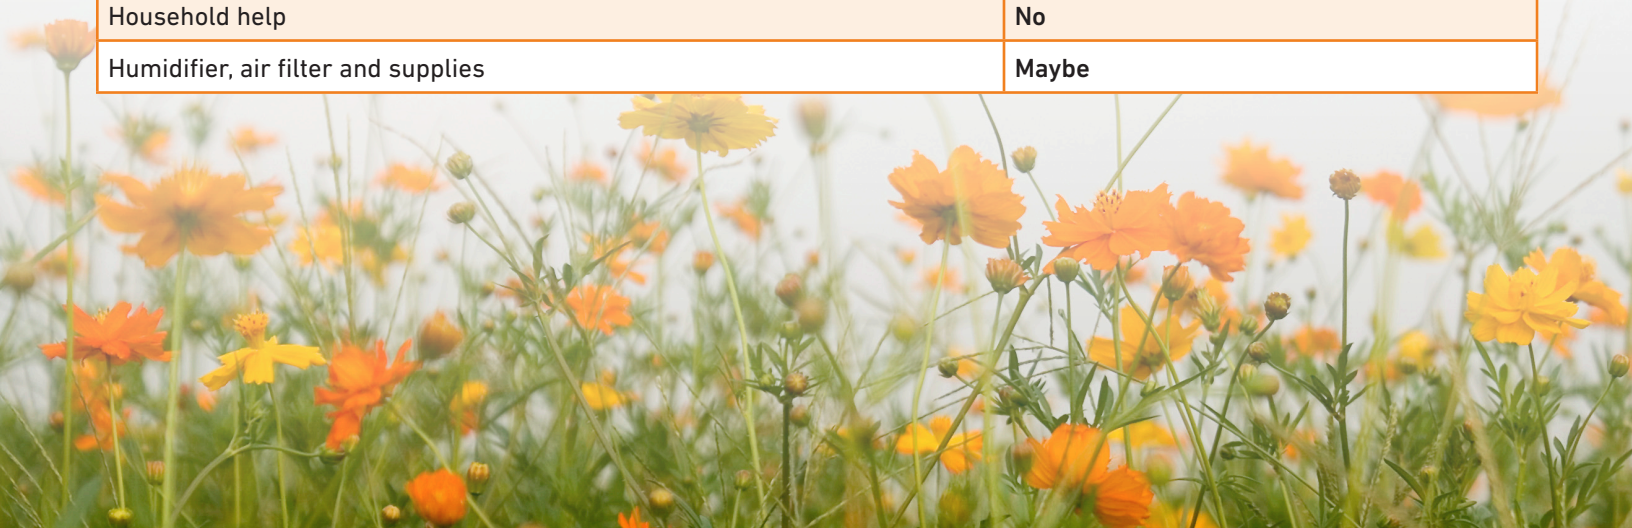 Household help No
Humidifier, air filter and supplies Maybe